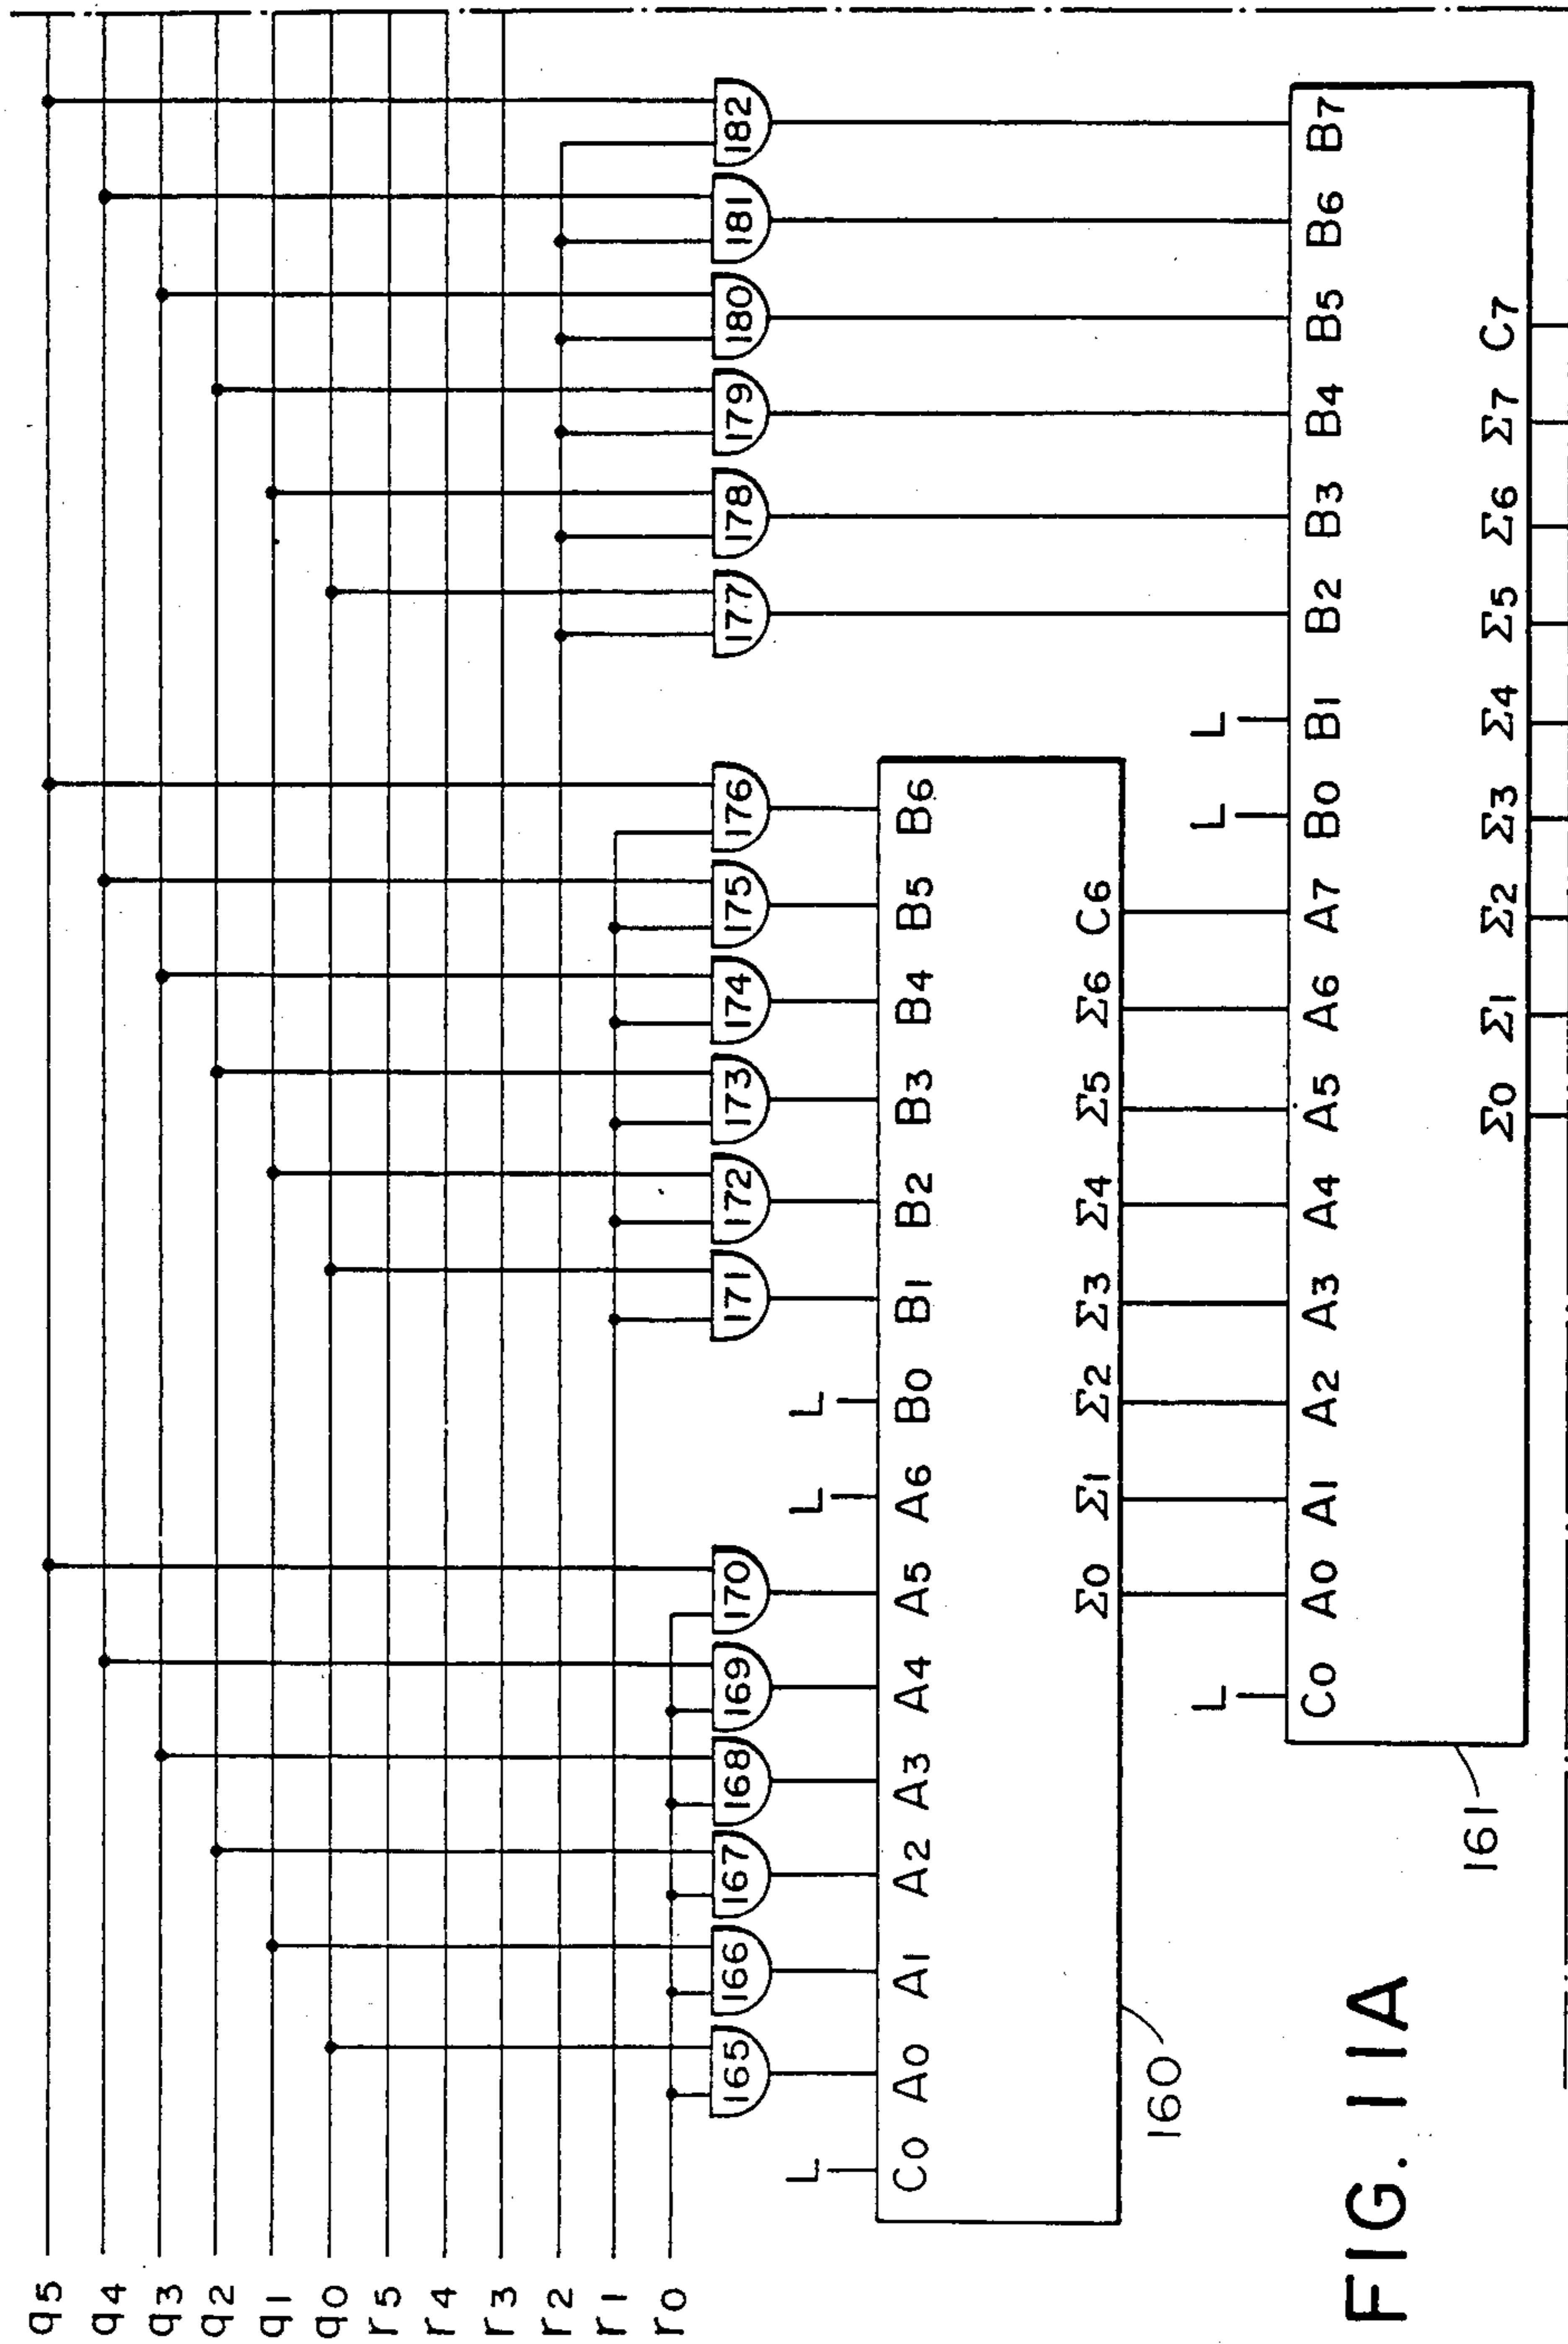 q5
q4
q3
q2
q1
q0
r5
r4
r3
r2
r1
r0
165 166 167 168 169 170 171 172 173 174 175 176 177 178 179 180 181 182
L L L
C0 A0 A1 A2 A3 A4 A5 A6 B0 B1 B2 B3 B4 B5 B6
Σ0 Σ1 Σ2 Σ3 Σ4 Σ5 Σ6 C6
160
L L L
C0 A0 A1 A2 A3 A4 A5 A6 A7 B0 B1 B2 B3 B4 B5 B6 B7
Σ0 Σ1 Σ2 Σ3 Σ4 Σ5 Σ6 Σ7 C7
161
FIG. 11A